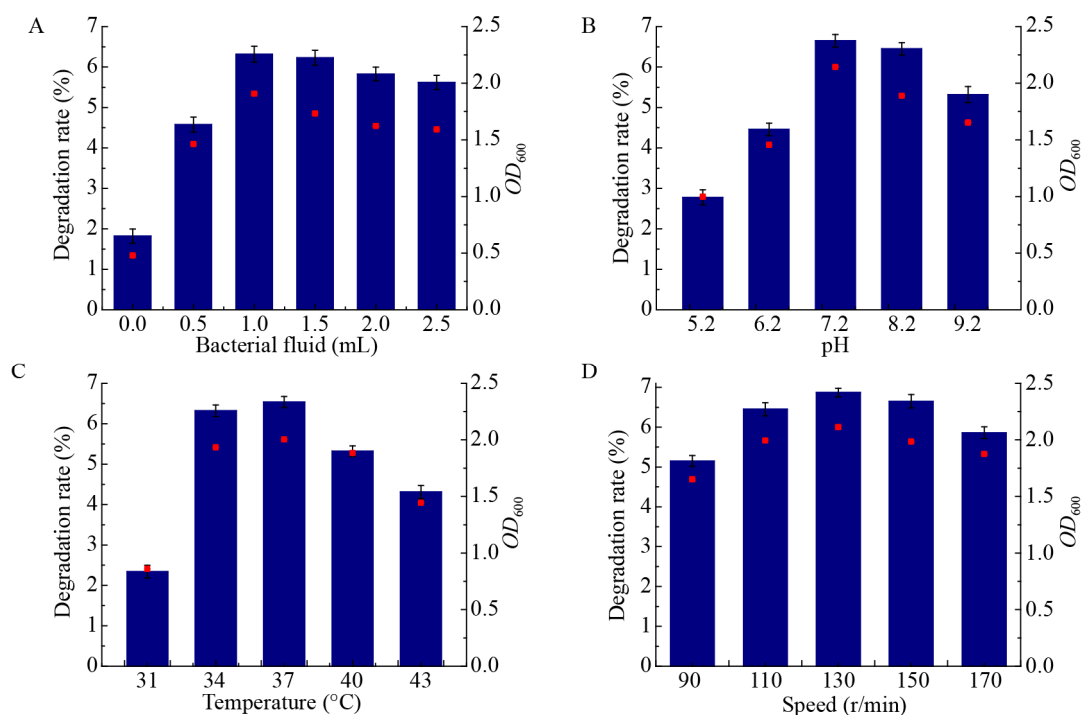 A
Degradation rate (%)
7
6
5
4
3
2
1
0
2.5
2.0
1.5
1.0
0.5
0.0
OD600
0.0 0.5 1.0 1.5 2.0 2.5
Bacterial fluid (mL)
B
Degradation rate (%)
7
6
5
4
3
2
1
0
2.5
2.0
1.5
1.0
0.5
0.0
OD600
5.2 6.2 7.2 8.2 9.2
pH
C
Degradation rate (%)
7
6
5
4
3
2
1
0
2.5
2.0
1.5
1.0
0.5
0.0
OD600
31 34 37 40 43
Temperature (°C)
D
Degradation rate (%)
7
6
5
4
3
2
1
0
2.5
2.0
1.5
1.0
0.5
0.0
OD600
90 110 130 150 170
Speed (r/min)